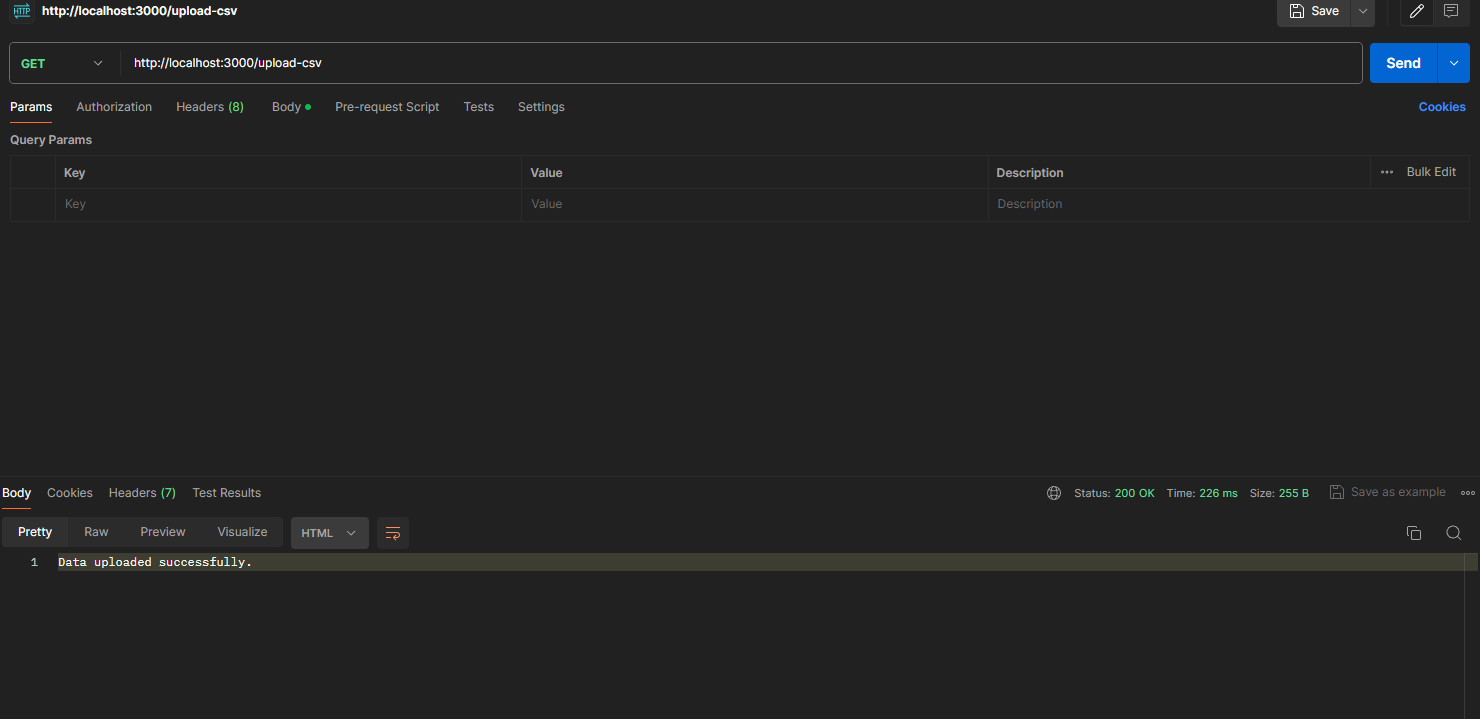 HTTP http://localhost:3000/upload-csv Save
GET http://localhost:3000/upload-csv Send
Params Authorization Headers (8) Body Pre-request Script Tests Settings Cookies
Query Params
Key Value Description Bulk Edit
Key Value Description
Body Cookies Headers (7) Test Results Status: 200 OK Time: 226 ms Size: 255 B Save as example
Pretty Raw Preview Visualize HTML
1 Data uploaded successfully.